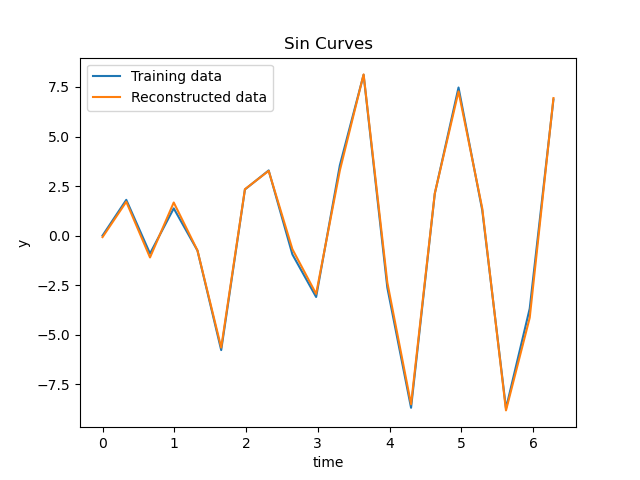 Sin Curves
Training data
Reconstructed data
7.5
5.0
2.5
0.0
−2.5
−5.0
−7.5
y
0 1 2 3 4 5 6
time